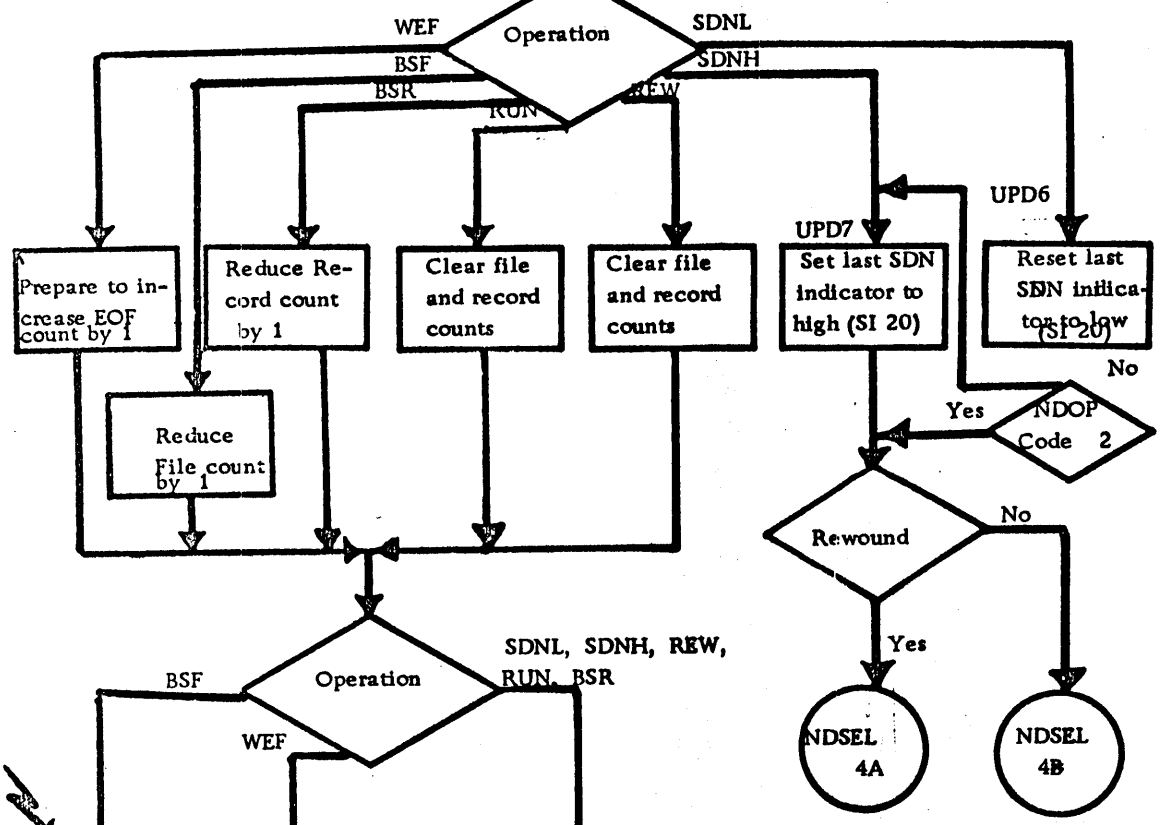 Operation
WEF
SDNL
BSF
SDNH
BSR
REW
RUN
UPD6
UPD7
Prepare to in-
crease EOF
count by 1
Reduce Re-
cord count
by 1
Clear file
and record
counts
Clear file
and record
counts
Set last SDN
indicator to
high (SI 20)
Reset last
SDN indica-
tor to low
(SI 20)
No
Reduce
File count
by 1
Yes
NDOP
Code 2
Rewound
No
Yes
Operation
BSF
SDNL, SDNH, REW,
RUN, BSR
WEF
NDSEL
4A
NDSEL
4B